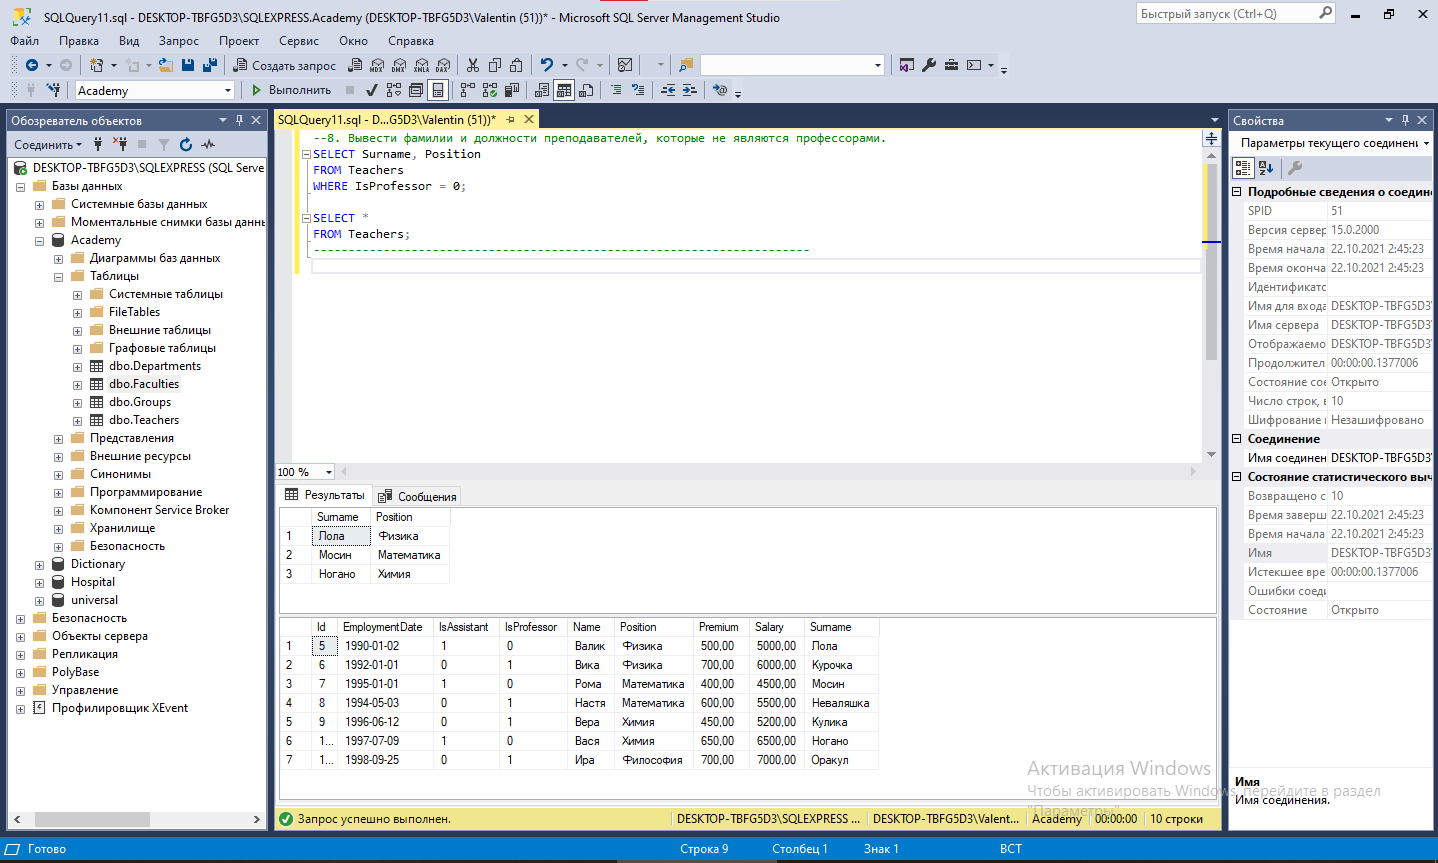 SQLQuery11.sql - DESKTOP-TBFG5D3\SQLEXPRESS.Academy (DESKTOP-TBFG5D3\Valentin (51))* - Microsoft SQL Server Management Studio
Быстрый запуск (Ctrl+Q)
Файл Правка Вид Запрос Проект Сервис Окно Справка
Создать запрос
MDX DMX XMLA DAX
Academy
Выполнить
Обозреватель объектов
Соединить
DESKTOP-TBFG5D3\SQLEXPRESS (SQL Serve
Базы данных
Системные базы данных
Моментальные снимки базы даннь
Academy
Диаграммы баз данных
Таблицы
Системные таблицы
FileTables
Внешние таблицы
Графовые таблицы
dbo.Departments
dbo.Faculties
dbo.Groups
dbo.Teachers
Представления
Внешние ресурсы
Синонимы
Программирование
Компонент Service Broker
Хранилище
Безопасность
Dictionary
Hospital
universal
Безопасность
Объекты сервера
Репликация
PolyBase
Управление
Профилировщик XEvent
SQLQuery11.sql - D...G5D3\Valentin (51))*
--8. Вывести фамилии и должности преподавателей, которые не являются профессорами.
SELECT Surname, Position
FROM Teachers
WHERE IsProfessor = 0;
SELECT *
FROM Teachers;
-----------------------------------------------------------------------
100 %
Результаты Сообщения
Surname Position
1 Лола Физика
2 Мосин Математика
3 Ногано Химия
Id EmploymentDate IsAssistant IsProfessor Name Position Premium Salary Surname
1 5 1990-01-02 1 0 Валик Физика 500,00 5000,00 Лола
2 6 1992-01-01 0 1 Вика Физика 700,00 6000,00 Курочка
3 7 1995-01-01 1 0 Рома Математика 400,00 4500,00 Мосин
4 8 1994-05-03 0 1 Настя Математика 600,00 5500,00 Неваляшка
5 9 1996-06-12 0 1 Вера Химия 450,00 5200,00 Кулика
6 1... 1997-07-09 1 0 Вася Химия 650,00 6500,00 Ногано
7 1... 1998-09-25 0 1 Ира Философия 700,00 7000,00 Оракул
Запрос успешно выполнен.
DESKTOP-TBFG5D3\SQLEXPRESS ... DESKTOP-TBFG5D3\Valent... Academy 00:00:00 10 строки
Свойства
Параметры текущего соединени
Подробные сведения о соедин
SPID 51
Версия сервер 15.0.2000
Время начала 22.10.2021 2:45:23
Время оконча 22.10.2021 2:45:23
Идентификатс
Имя для входа DESKTOP-TBFG5D3\
Имя сервера DESKTOP-TBFG5D3\
Отображаемо DESKTOP-TBFG5D3\
Продолжител 00:00:00.1377006
Состояние сое Открыто
Число строк, в 10
Шифрование Незашифровано
Соединение
Имя соединен DESKTOP-TBFG5D3\
Состояние статистического выч
Возвращено с 10
Время заверш 22.10.2021 2:45:23
Время начала 22.10.2021 2:45:23
Имя DESKTOP-TBFG5D3\
Истекшее вре 00:00:00.1377006
Ошибки соеди
Состояние Открыто
Имя
Имя соединения.
Активация Windows
Чтобы активировать Windows, перейдите в раздел
"Параметры".
Готово
Строка 9 Столбец 1 Знак 1 ВСТ